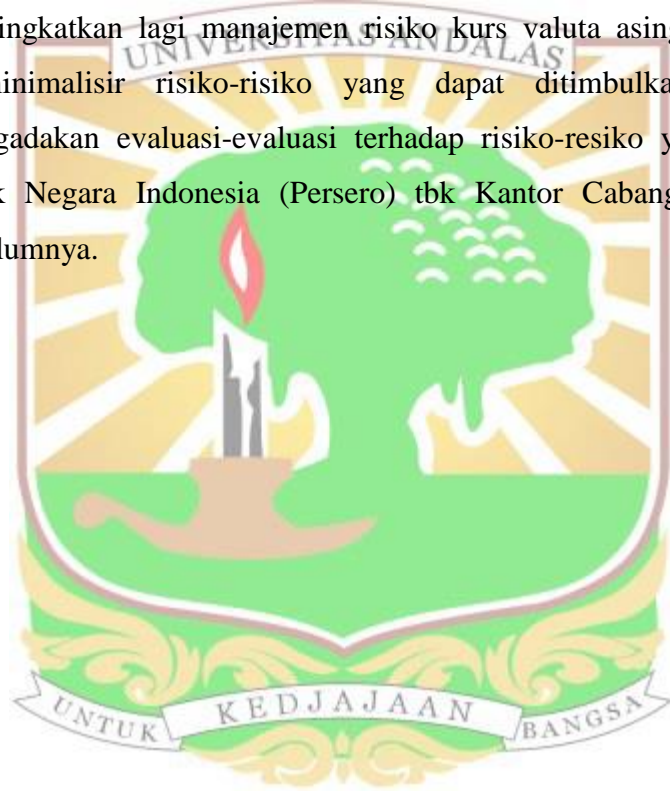 ingkatkan lagi manajemen risiko kurs valuta asing
UNIVERSITAS ANDALAS
inimalisir risiko-risiko yang dapat ditimbulka
gadakan evaluasi-evaluasi terhadap risiko-resiko y
k Negara Indonesia (Persero) tbk Kantor Cabang
lumnya.
UNTUK KEDJAJAAN BANGSA